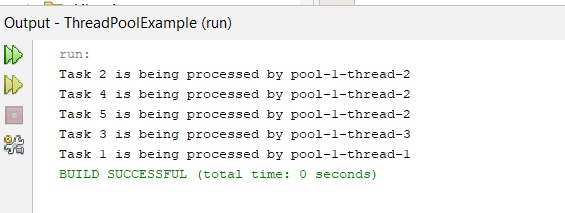 Output - ThreadPoolExample (run)
run:
Task 2 is being processed by pool-1-thread-2
Task 4 is being processed by pool-1-thread-2
Task 5 is being processed by pool-1-thread-2
Task 3 is being processed by pool-1-thread-3
Task 1 is being processed by pool-1-thread-1
BUILD SUCCESSFUL (total time: 0 seconds)